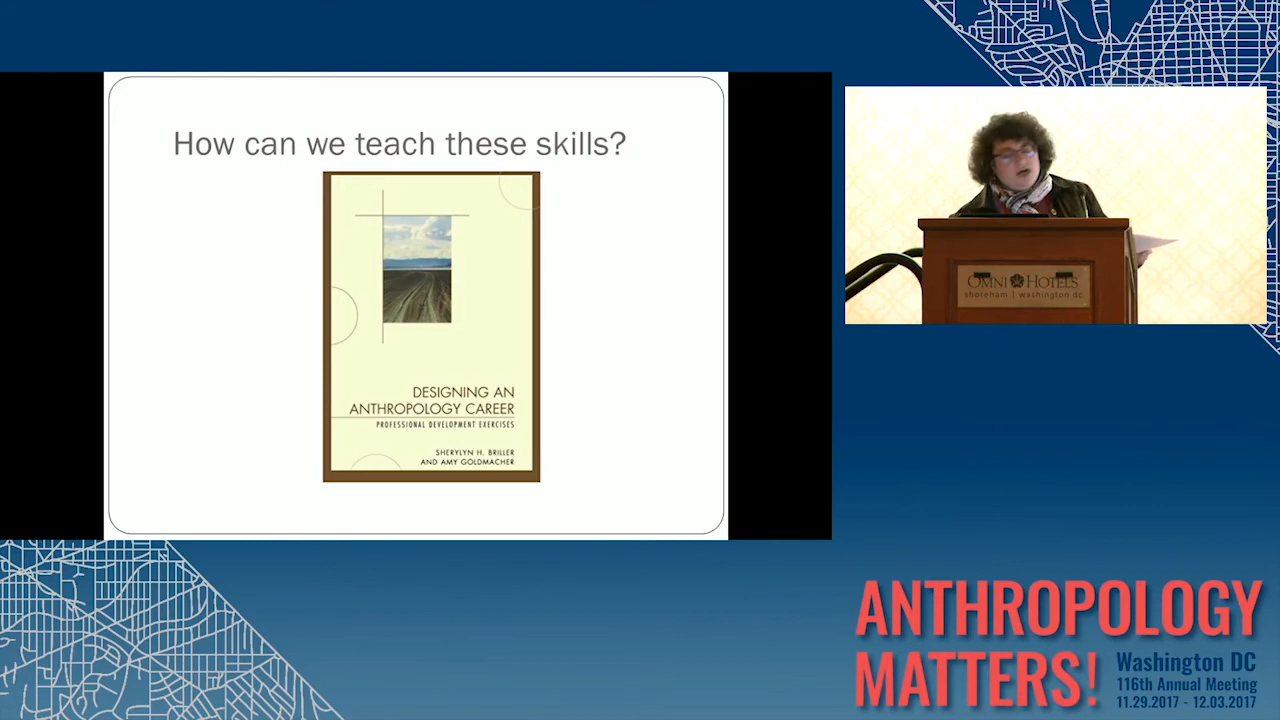 How can we teach these skills?
DESIGNING AN
ANTHROPOLOGY CAREER
PROFESSIONAL DEVELOPMENT EXERCISES
SHERYLYN H. BRILLER
AND AMY GOLDMACHER
OMNI HOTELS
shoreham | washington dc
ANTHROPOLOGY
MATTERS!
Washington DC
116th Annual Meeting
11.29.2017 - 12.03.2017